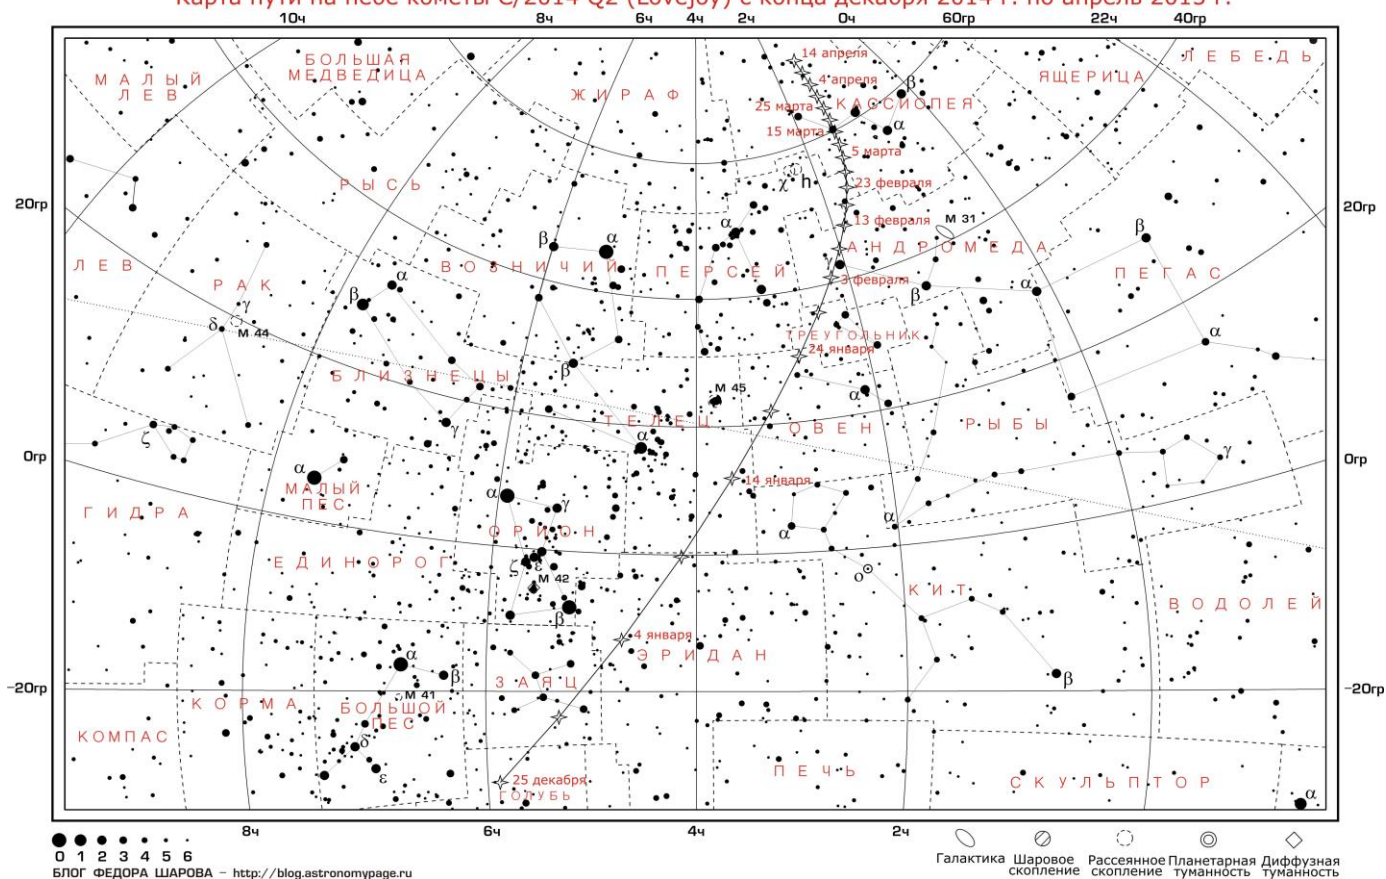 Карта пути на небе кометы C/2014 Q2 (Lovejoy) с конца декабря 2014 г. по апрель 2015 г.
10ч 8ч 6ч 4ч 2ч 0ч 60гр 22ч 40гр
14 апреля
МАЛЫЙ
ЛЕВ
БОЛЬШАЯ
МЕДВЕДИЦА
ЖИРАФ
4 апреля
β
ЯЩЕРИЦА
ЛЕБЕДЬ
25 марта
КАССИОПЕЯ
15 марта
α
5 марта
РЫСЬ
χ h
23 февраля
20гр
20гр
13 февраля
M 31
α
β
α
β
ЛЕВ
РАК
β
α
ВОЗНИЧИЙ
ПЕРСЕЙ
γ
АНДРОМЕДА
3 февраля
β
α
ПЕГАС
γ
δ
M 44
ТРЕУГОЛЬНИК
α
24 января
БЛИЗНЕЦЫ
β
M 45
α
γ
ТЕЛЕЦ
α
ОВЕН
РЫБЫ
ζ
γ
0гр
0гр
α
МАЛЫЙ
ПЕС
14 января
α
γ
α
α
ГИДРА
ОРИОН
ЕДИНОРОГ
ζ
ε
M 42
β
ο
КИТ
ВОДОЛЕЙ
4 января
ЭРИДАН
α
β
β
ЗАЯЦ
-20гр
-20гр
M 41
КОРМА
БОЛЬШОЙ
ПЕС
КОМПАС
δ
ε
25 декабря
ГОЛУБЬ
ПЕЧЬ
СКУЛЬПТОР
α
8ч 6ч 4ч 2ч
0 1 2 3 4 5 6
Галактика
Шаровое
скопление
Рассеянное
скопление
Планетарная
туманность
Диффузная
туманность
БЛОГ ФЕДОРА ШАРОВА - http://blog.astronomypage.ru